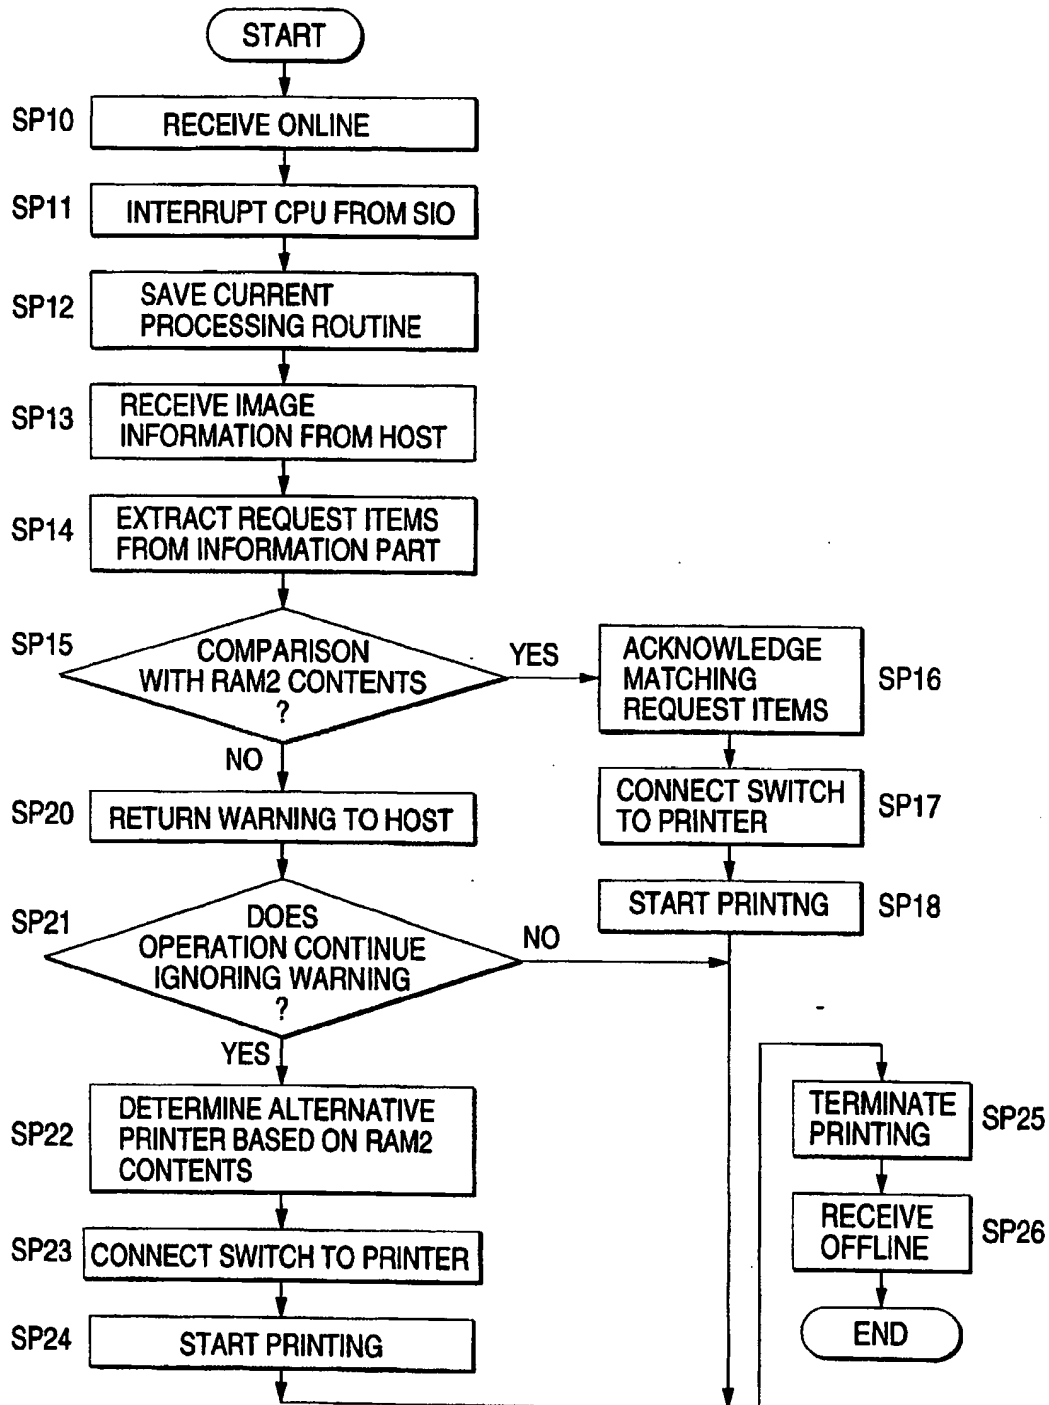 START
SP10
RECEIVE ONLINE
SP11
INTERRUPT CPU FROM SIO
SP12
SAVE CURRENT
PROCESSING ROUTINE
SP13
RECEIVE IMAGE
INFORMATION FROM HOST
SP14
EXTRACT REQUEST ITEMS
FROM INFORMATION PART
SP15
COMPARISON
WITH RAM2 CONTENTS
?
YES
ACKNOWLEDGE
MATCHING
REQUEST ITEMS
SP16
NO
CONNECT SWITCH
TO PRINTER
SP17
SP20
RETURN WARNING TO HOST
START PRINTNG
SP18
SP21
DOES
OPERATION CONTINUE
IGNORING WARNING
?
NO
YES
SP22
DETERMINE ALTERNATIVE
PRINTER BASED ON RAM2
CONTENTS
TERMINATE
PRINTING
SP25
SP23
CONNECT SWITCH TO PRINTER
RECEIVE
OFFLINE
SP26
SP24
START PRINTING
END